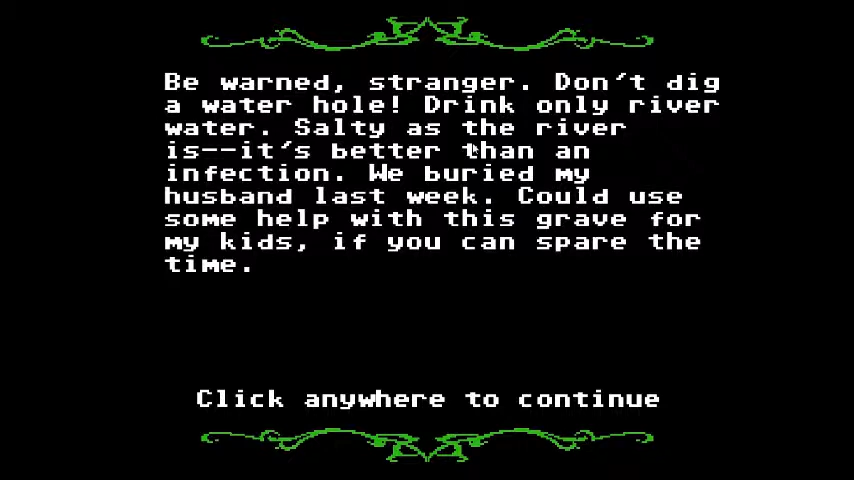 Be warned, stranger. Don't dig
a water hole! Drink only river
water. Salty as the river
is--it's better than an
infection. We buried my
husband last week. Could use
some help with this grave for
my kids, if you can spare the
time.
Click anywhere to continue